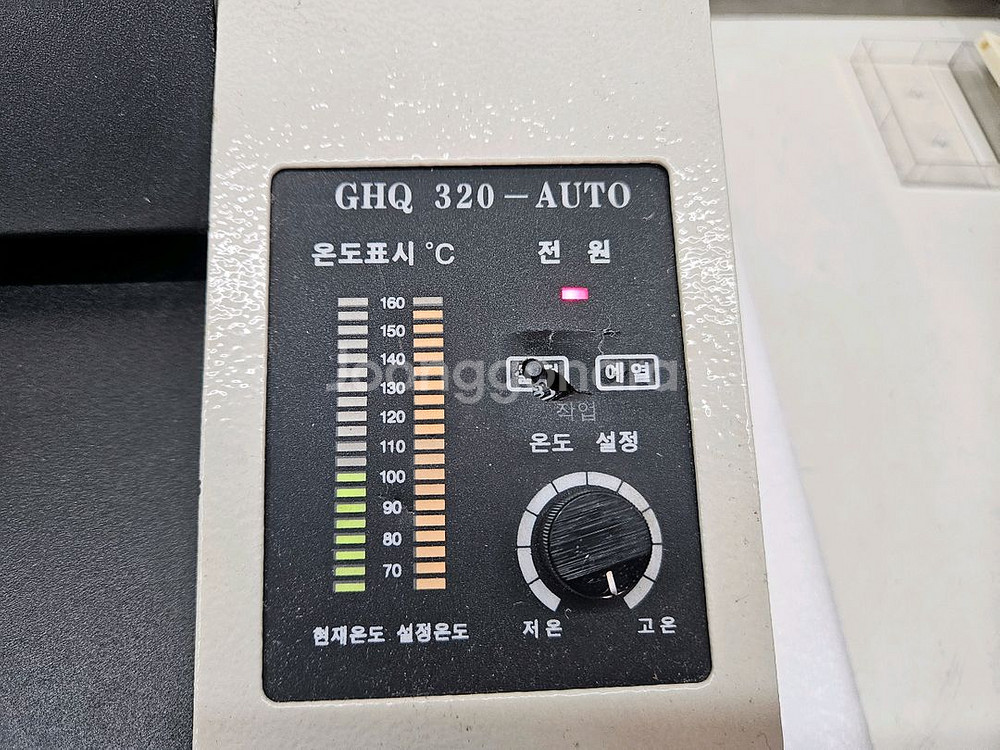 GHQ 320-AUTO
온도표시 °C
전 원
160
150
140
130
120
110
100
90
80
70
예열
작업
온도 설정
저온
고온
현재온도 설정온도
Joonggonara